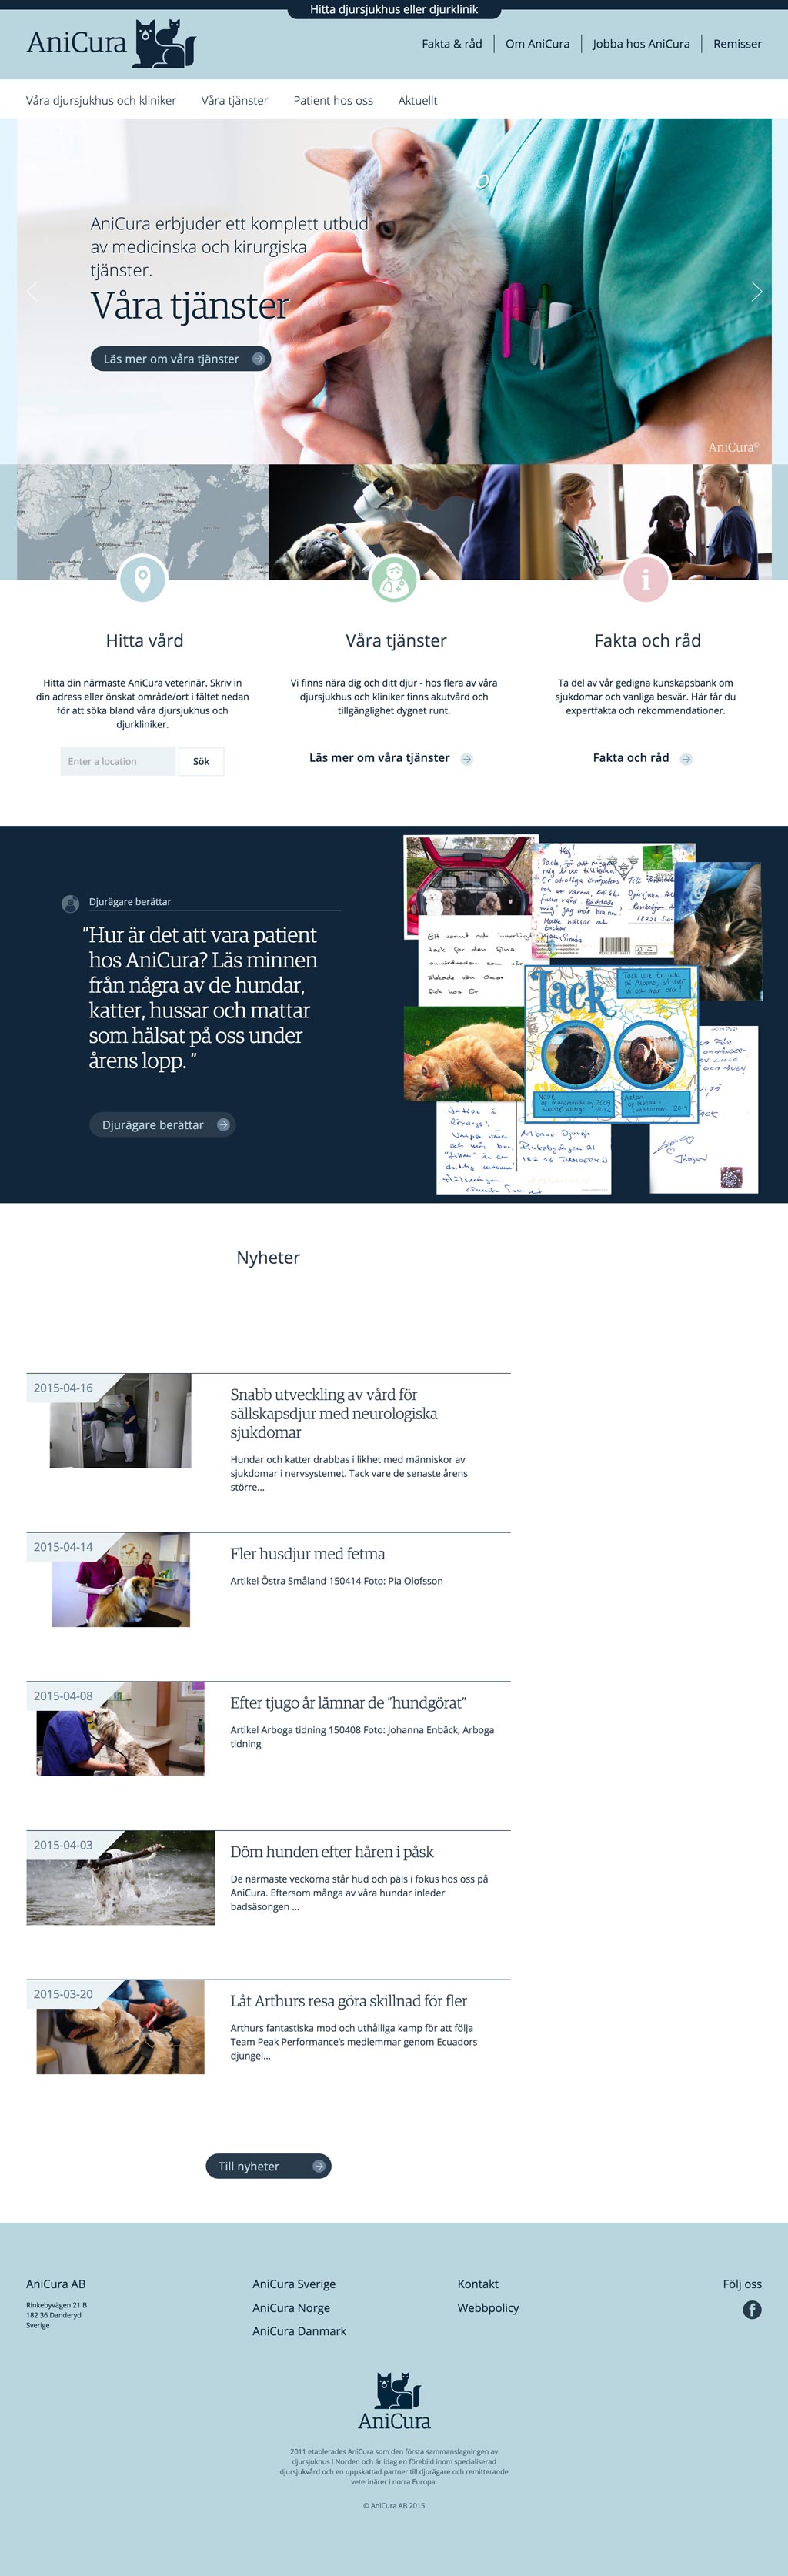 Hitta djursjukhus eller djurklinik
AniCura
Fakta & råd
Om AniCura
Jobba hos AniCura
Remisser
Våra djursjukhus och kliniker
Våra tjänster
Patient hos oss
Aktuellt
AniCura erbjuder ett komplett utbud
av medicinska och kirurgiska
tjänster.
Våra tjänster
Läs mer om våra tjänster
AniCura®
Hitta vård
Hitta din närmaste AniCura veterinär. Skriv in
din adress eller önskat område/ort i fältet nedan
för att söka bland våra djursjukhus och
djurkliniker.
Enter a location
Sök
Våra tjänster
Vi finns nära dig och ditt djur - hos flera av våra
djursjukhus och kliniker finns akutvård och
tillgänglighet dygnet runt.
Läs mer om våra tjänster
Fakta och råd
Ta del av vår gedigna kunskapsbank om
sjukdomar och vanliga besvär. Här får du
expertfakta och rekommendationer.
Fakta och råd
Djurägare berättar
”Hur är det att vara patient
hos AniCura? Läs minnen
från några av de hundar,
katter, hussar och mattar
som hälsat på oss under
årens lopp. ”
Djurägare berättar
Tack
Nyheter
2015-04-16
Snabb utveckling av vård för
sällskapsdjur med neurologiska
sjukdomar
Hundar och katter drabbas i likhet med människor av
sjukdomar i nervsystemet. Tack vare de senaste årens
större...
2015-04-14
Fler husdjur med fetma
Artikel Östra Småland 150414 Foto: Pia Olofsson
2015-04-08
Efter tjugo år lämnar de ”hundgörat”
Artikel Arboga tidning 150408 Foto: Johanna Enbäck, Arboga
tidning
2015-04-03
Döm hunden efter håren i påsk
De närmaste veckorna står hud och päls i fokus hos oss på
AniCura. Eftersom många av våra hundar inleder
badsäsongen ...
2015-03-20
Låt Arthurs resa göra skillnad för fler
Arthurs fantastiska mod och uthålliga kamp för att följa
Team Peak Performance’s medlemmar genom Ecuadors
djungel...
Till nyheter
AniCura AB
Rinkebyvägen 21 B
182 36 Danderyd
Sverige
AniCura Sverige
AniCura Norge
AniCura Danmark
Kontakt
Webbpolicy
Följ oss
AniCura
2011 etablerades AniCura som den första sammanslagningen av
djursjukhus i Norden och är idag en förebild inom specialiserad
djursjukvård och en uppskattad partner till djurägare och remitterande
veterinärer i norra Europa.
© AniCura AB 2015